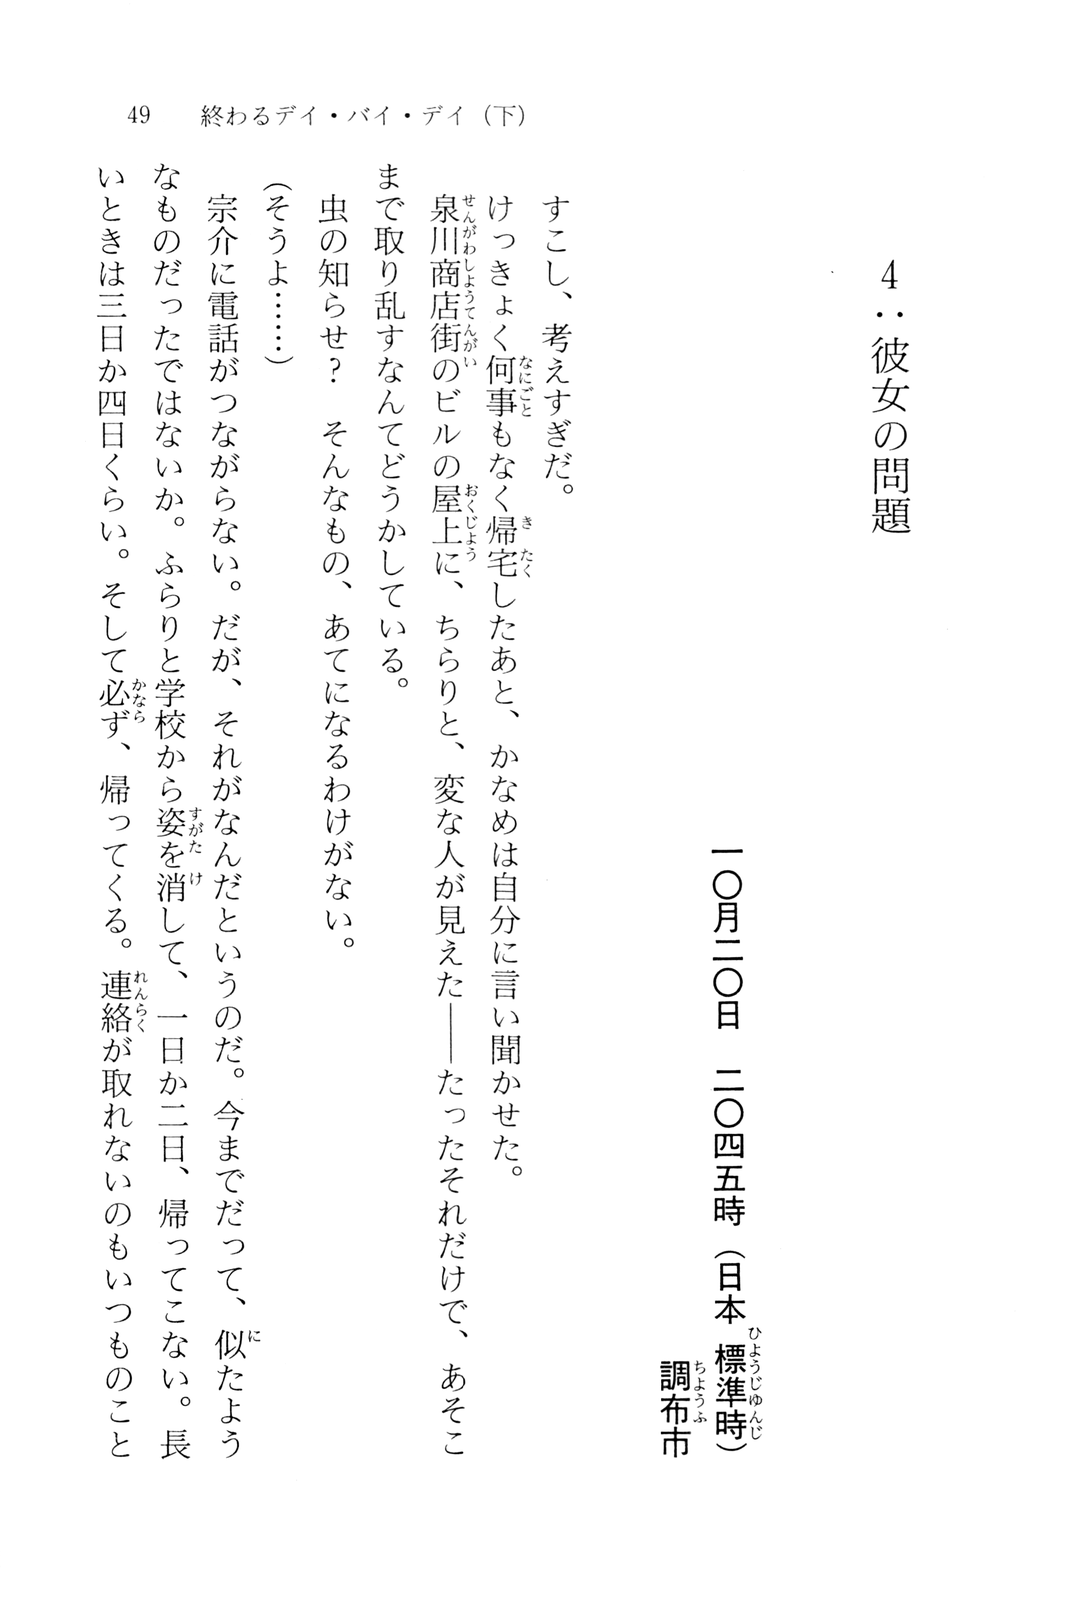 49　終わるデイ・バイ・デイ（下）
4：彼女の問題
一〇月二〇日　二〇四五時（日本標準時）
調布市
すこし、考えすぎだ。
けっきょく何事もなく帰宅したあと、かなめは自分に言い聞かせた。
泉川商店街のビルの屋上に、ちらりと、変な人が見えた――たったそれだけで、あそこ
まで取り乱すなんてどうかしている。
虫の知らせ？　そんなもの、あてになるわけがない。
（そうよ……）
宗介に電話がつながらない。だが、それがなんだというのだ。今までだって、似たよう
なものだったではないか。ふらりと学校から姿を消して、一日か二日、帰ってこない。長
いときは三日か四日くらい。そして必ず、帰ってくる。連絡が取れないのもいつものこと